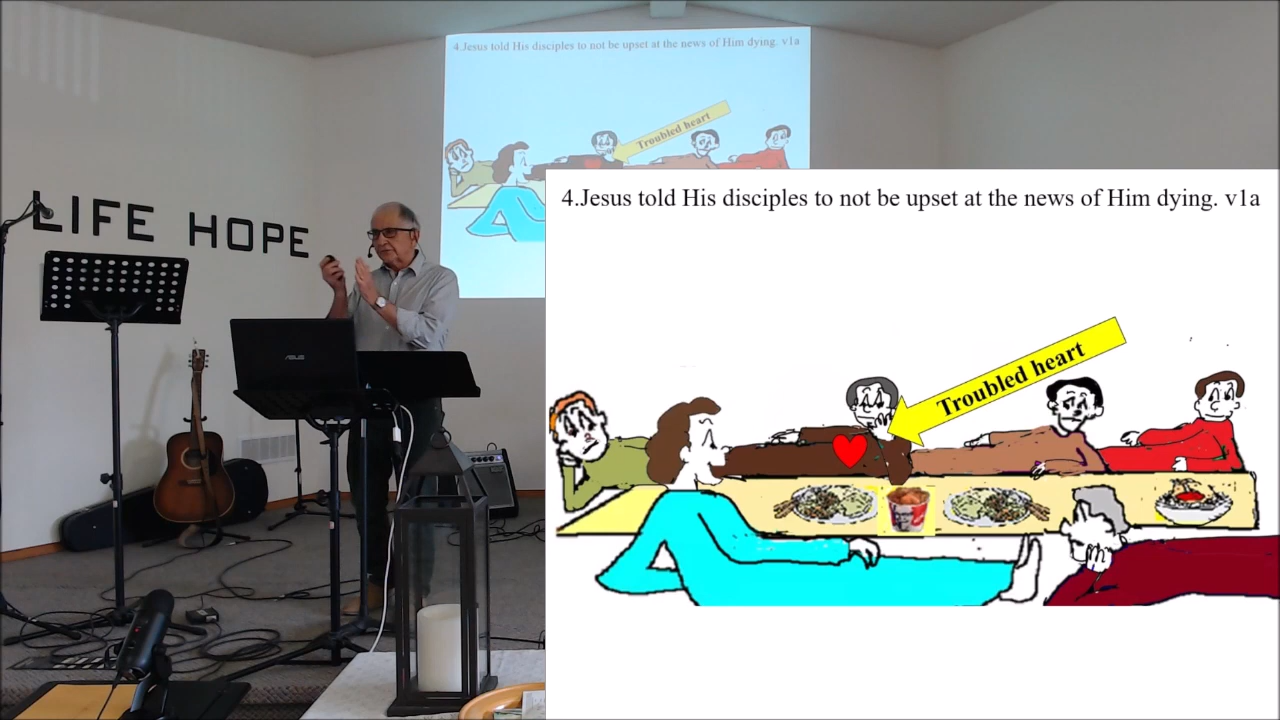 4.Jesus told His disciples to not be upset at the news of Him dying. v1a
Troubled heart
LIFE HOPE
ASUS
4.Jesus told His disciples to not be upset at the news of Him dying. v1a
Troubled heart